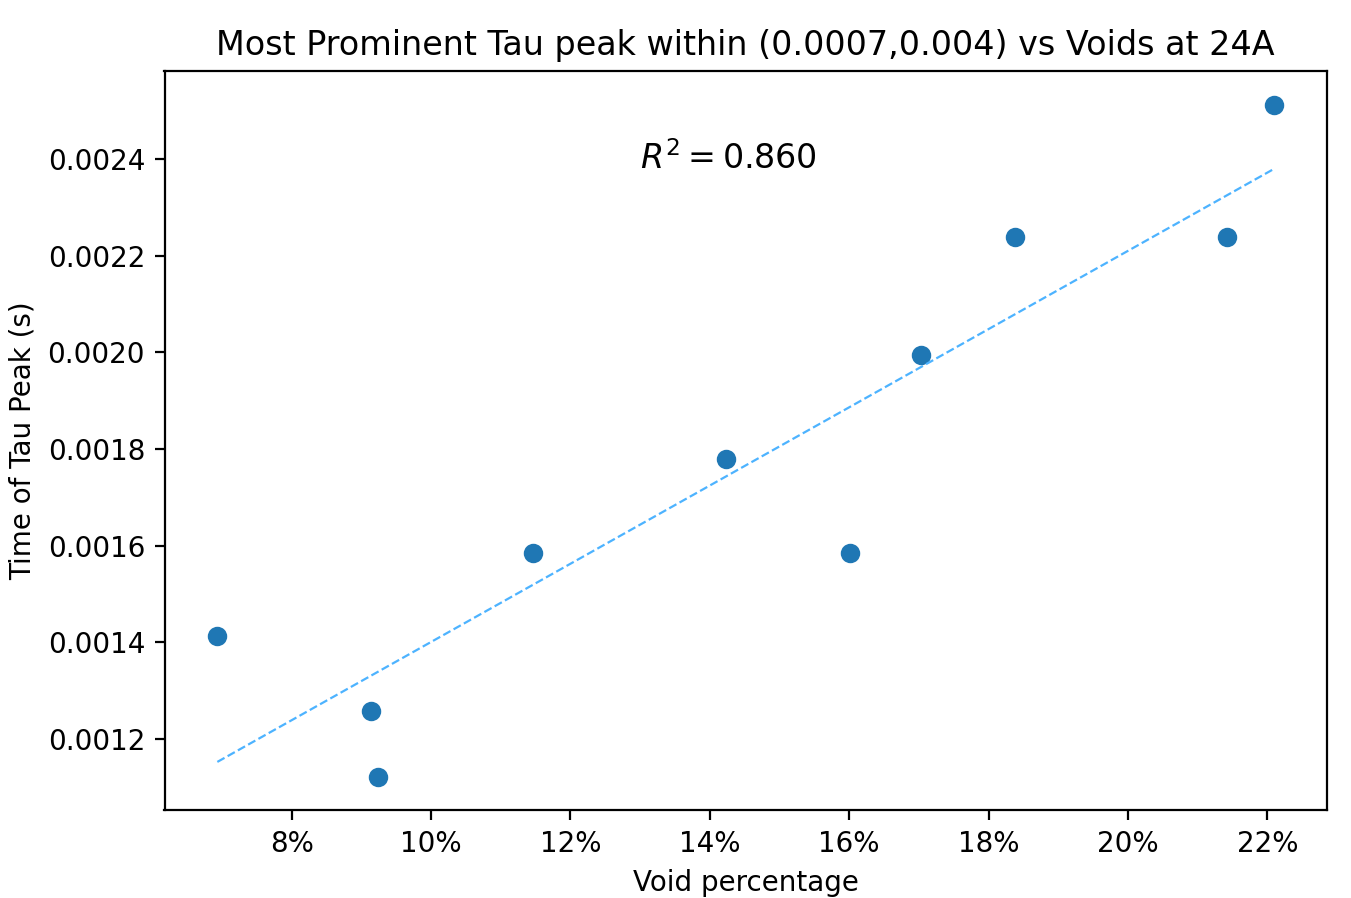 Most Prominent Tau peak within (0.0007,0.004) vs Voids at 24A
R² = 0.860
Time of Tau Peak (s)
0.0024
0.0022
0.0020
0.0018
0.0016
0.0014
0.0012
8% 10% 12% 14% 16% 18% 20% 22%
Void percentage